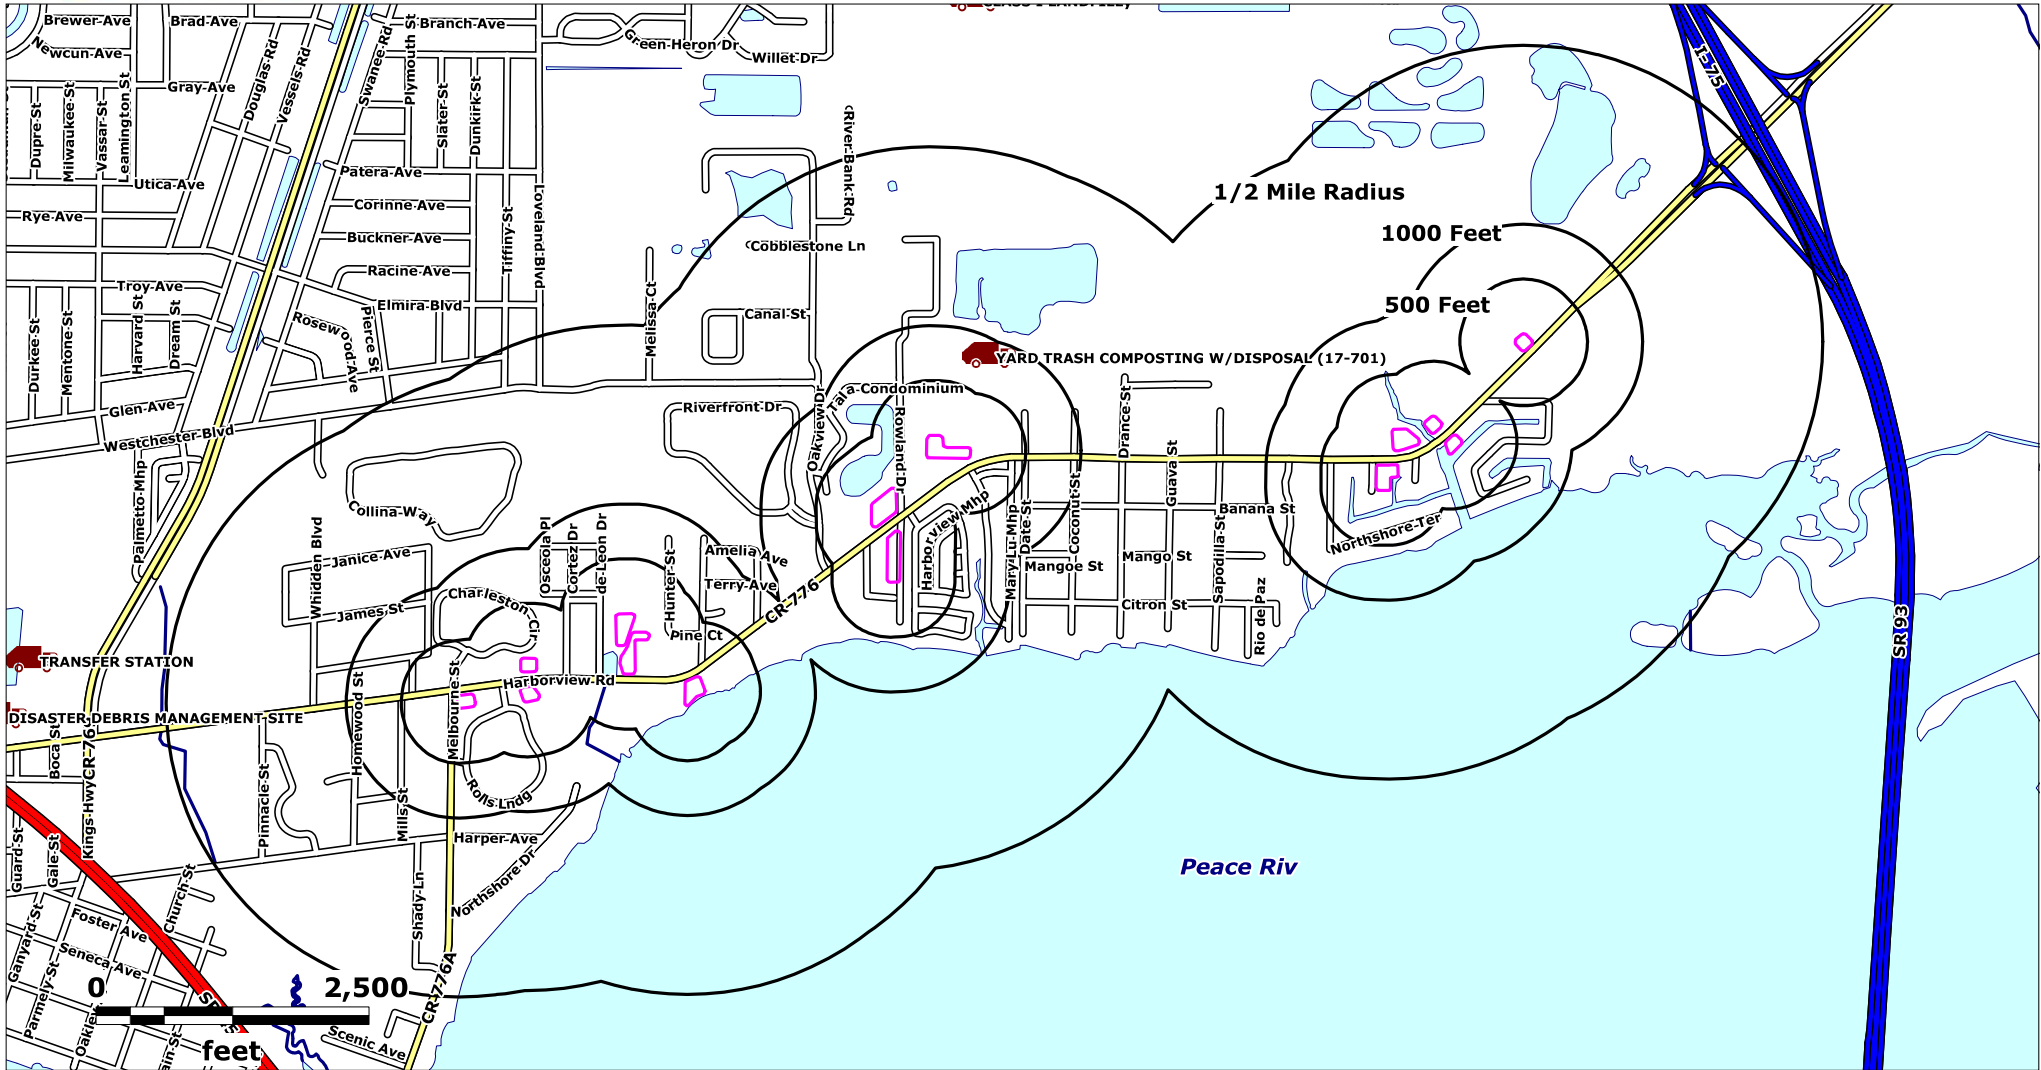 CLASS I LANDFILL
Brewer Ave
Brad Ave
Branch Ave
Newcun Ave
Green Heron Dr
Willet Dr
Gray Ave
Douglas Rd
Vessels Rd
Swanee Rd
Plymouth St
Slater St
Dunkirk St
Dupre St
Milwaukee St
Vassar St
Leamington St
I- 75
River Bank Rd
Utica Ave
Patera Ave
Corinne Ave
Rye Ave
Buckner Ave
Tiffiny St
Loveland Blvd
1/2 Mile Radius
1000 Feet
500 Feet
Cobblestone Ln
Racine Ave
Troy Ave
Elmira Blvd
Harvard St
Dream St
Rosewood Ave
Pierce St
Melissa Ct
Canal St
Durkee St
Mentone St
YARD TRASH COMPOSTING W/DISPOSAL (17-701)
Tara Condominium
Glen Ave
Riverfront Dr
Oakview Dr
Rowland Dr
Drance St
Westchester Blvd
Palmetto Mhp
Guava St
Collina Way
Coconut St
Banana St
Sapodilla St
Northshore Ter
Harborview Mhp
Mary Lu Mhp
Date St
Whidden Blvd
Janice Ave
Osceola Pl
Cortez Dr
de Leon Dr
Hunter St
Amelia Ave
Terry Ave
Mango St
Mangoe St
Citron St
Rio de Paz
CR 776
James St
Charleston Cir
Pine Ct
SR 93
TRANSFER STATION
Harborview Rd
Melbourne St
Homewood St
DISASTER DEBRIS MANAGEMENT SITE
Boca St
Kings Hwy
CR 76
Pinnacle St
Mills St
Rolls Lndg
Harper Ave
Guard St
Gale St
Church St
Shady Ln
Northshore Dr
Peace Riv
Foster Ave
Seneca Ave
Ganyard St
Parmely St
CR 776A
Scenic Ave
0
2,500
feet